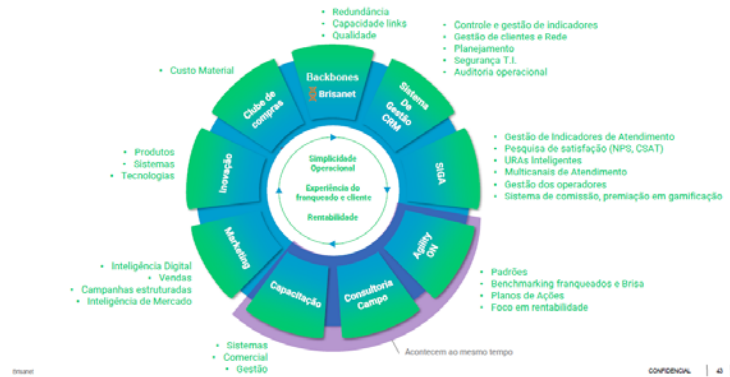 • Redundância
• Capacidade links
• Qualidade
• Controle e gestão de indicadores
• Gestão de clientes e Rede
• Planejamento
• Segurança T.I.
• Auditoria operacional
• Custo Material
Backbones
Brisanet
Sistema
De
Gestão
CRM
Clube de
compras
• Gestão de Indicadores de Atendimento
• Pesquisa de satisfação (NPS, CSAT)
• URAs Inteligentes
• Multicanais de Atendimento
• Gestão dos operadores
• Sistema de comissão, premiação em gamificação
SIGA
• Produtos
• Sistemas
• Tecnologias
Inovação
Simplicidade
Operacional
Experiência do
franqueado e cliente
Rentabilidade
Marketing
Agility
ON
• Inteligência Digital
• Vendas
• Campanhas estruturadas
• Inteligência de Mercado
• Padrões
• Benchmarking franqueados e Brisa
• Planos de Ações
• Foco em rentabilidade
Capacitação
Consultoria
Campo
• Sistemas
• Comercial
• Gestão
Acontecem ao mesmo tempo
Brisanet
CONFIDENCIAL | 43